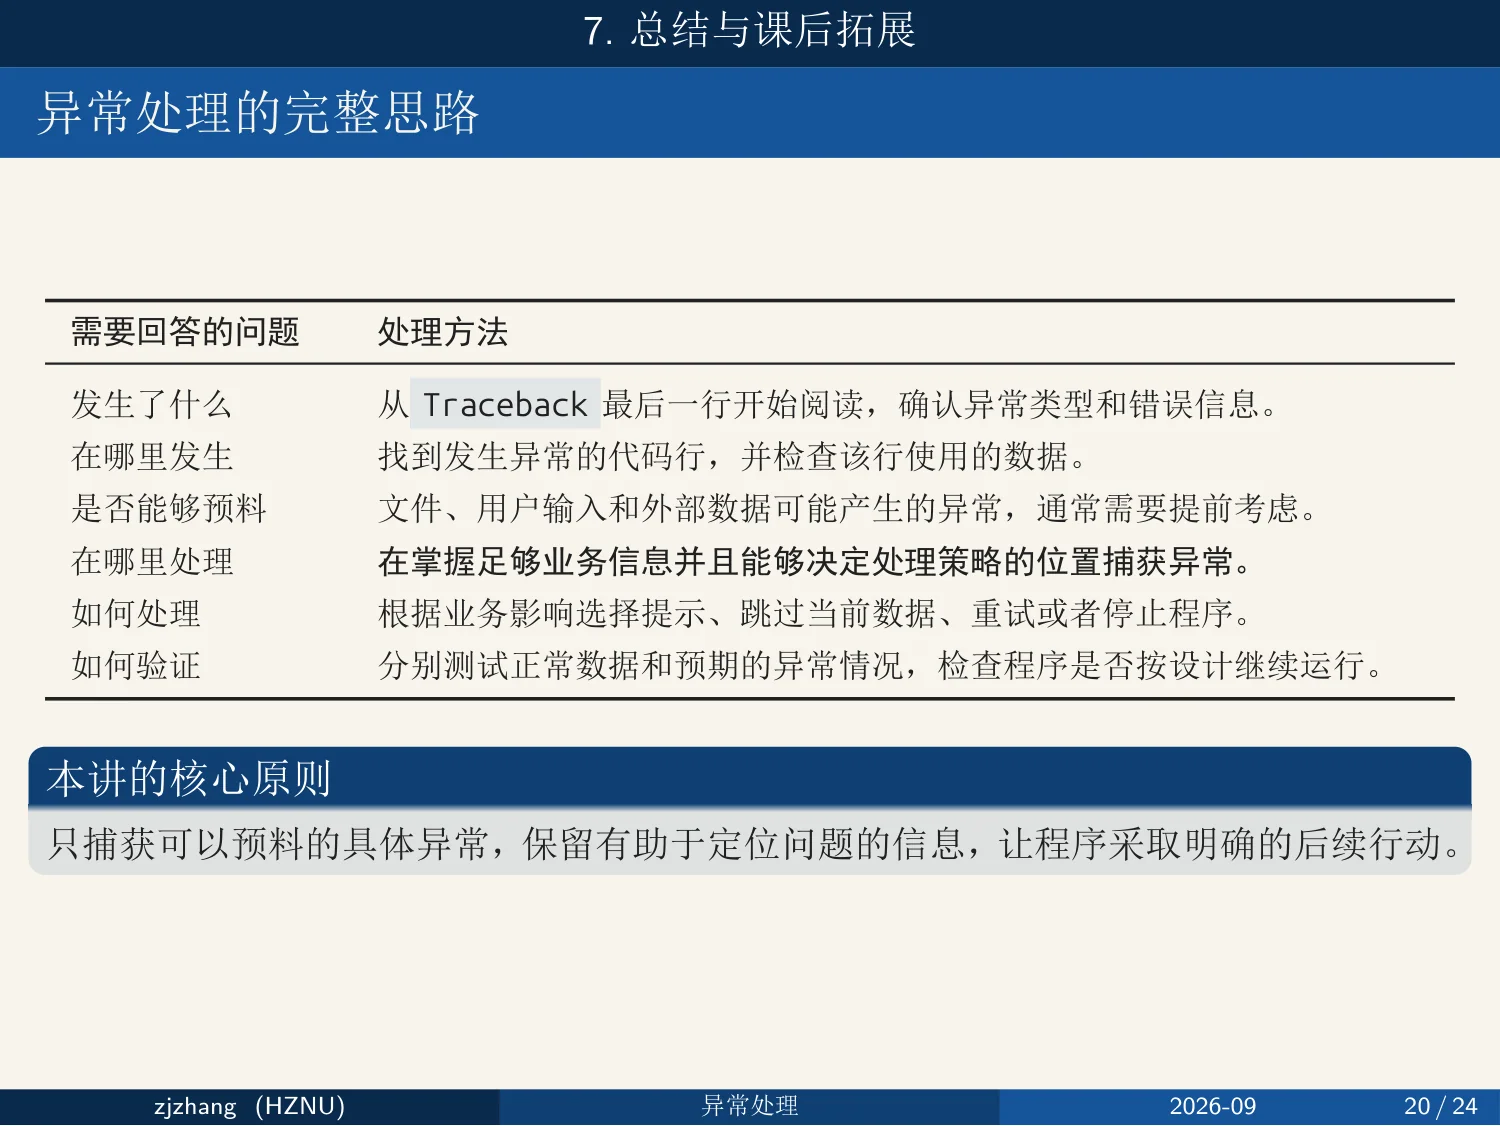 7. 总结与课后拓展
异常处理的完整思路
需要回答的问题 处理方法
发生了什么 从 Traceback 最后一行开始阅读，确认异常类型和错误信息。
在哪里发生 找到发生异常的代码行，并检查该行使用的数据。
是否能够预料 文件、用户输入和外部数据可能产生的异常，通常需要提前考虑。
在哪里处理 在掌握足够业务信息并且能够决定处理策略的位置捕获异常。
如何处理 根据业务影响选择提示、跳过当前数据、重试或者停止程序。
如何验证 分别测试正常数据和预期的异常情况，检查程序是否按设计继续运行。
本讲的核心原则
只捕获可以预料的具体异常，保留有助于定位问题的信息，让程序采取明确的后续行动。
zjzhang (HZNU) 异常处理 2026-09 20 / 24